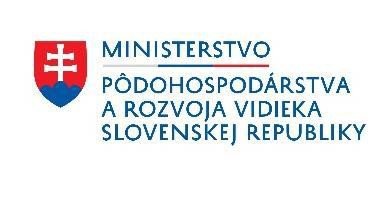 MINISTERSTVO
PÔDOHOSPODÁRSTVA
A ROZVOJA VIDIEKA
SLOVENSKEJ REPUBLIKY